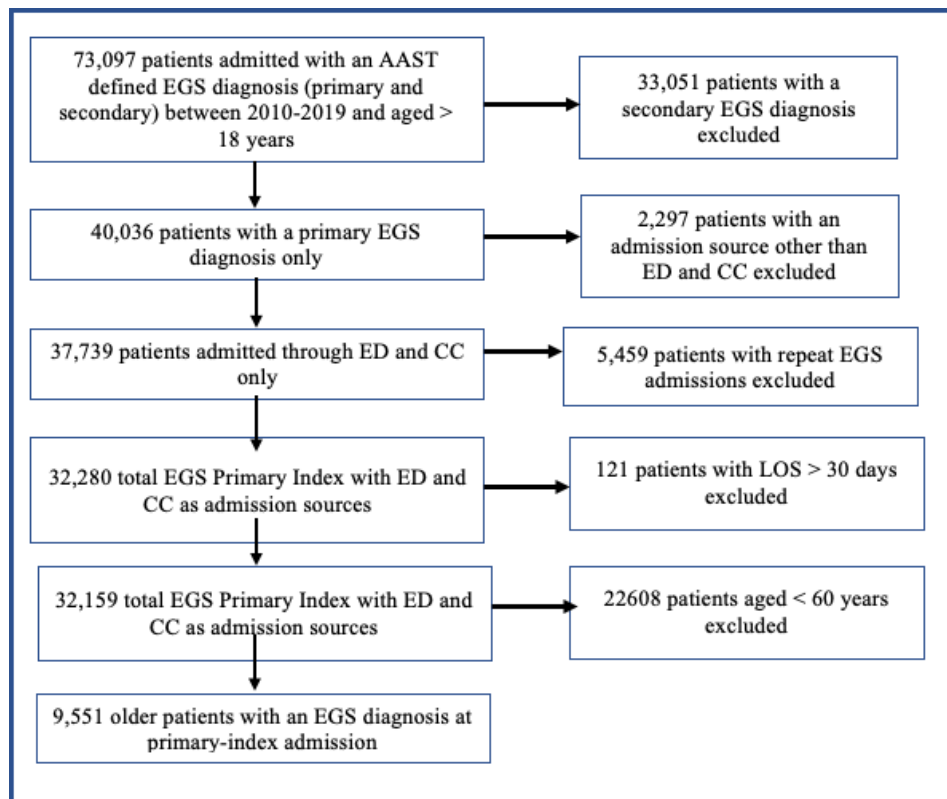 73,097 patients admitted with an AAST
defined EGS diagnosis (primary and
secondary) between 2010-2019 and aged >
18 years
33,051 patients with a
secondary EGS diagnosis
excluded
40,036 patients with a primary EGS
diagnosis only
2,297 patients with an
admission source other than
ED and CC excluded
37,739 patients admitted through ED and CC
only
5,459 patients with repeat EGS
admissions excluded
32,280 total EGS Primary Index with ED and
CC as admission sources
121 patients with LOS > 30 days
excluded
32,159 total EGS Primary Index with ED and
CC as admission sources
22608 patients aged < 60 years
excluded
9,551 older patients with an EGS diagnosis at
primary-index admission